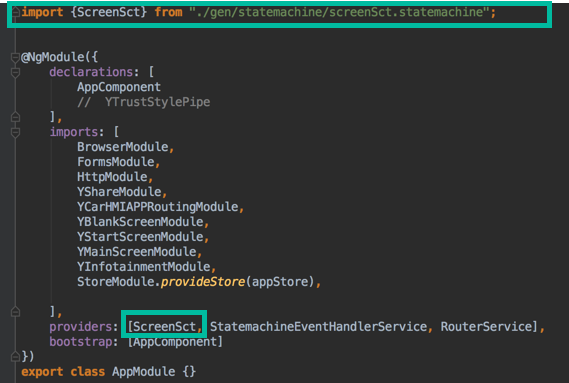 import {ScreenSct} from "./gen/statemachine/screenSct.statemachine";
@NgModule({
declarations: [
AppComponent
// YTrustStylePipe
],
imports: [
BrowserModule,
FormsModule,
HttpModule,
YShareModule,
YCarHMIAPPRoutingModule,
YBlankScreenModule,
YStartScreenModule,
YMainScreenModule,
YInfotainmentModule,
StoreModule.provideStore(appStore),
],
providers: [ScreenSct, StatemachineEventHandlerService, RouterService],
bootstrap: [AppComponent]
})
export class AppModule {}